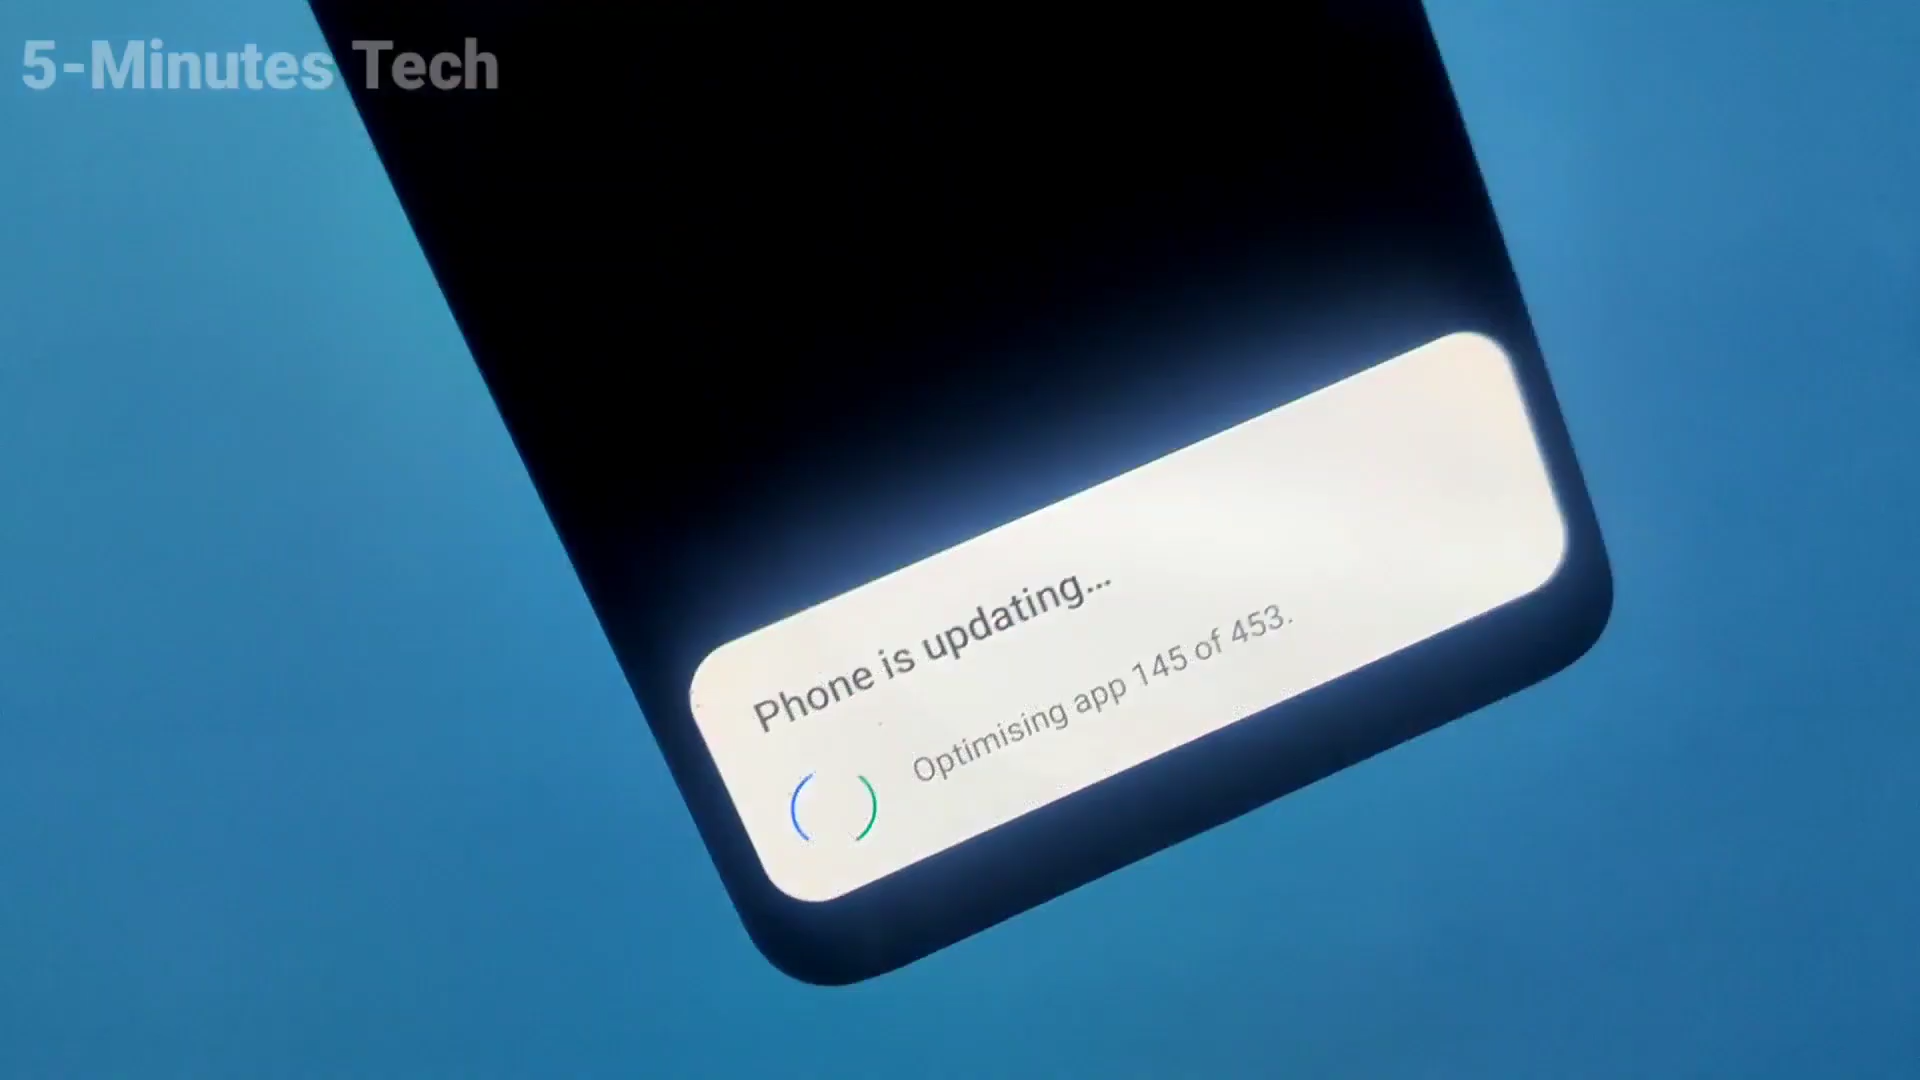 5-Minutes Tech
Phone is updating...
Optimising app 145 of 453.